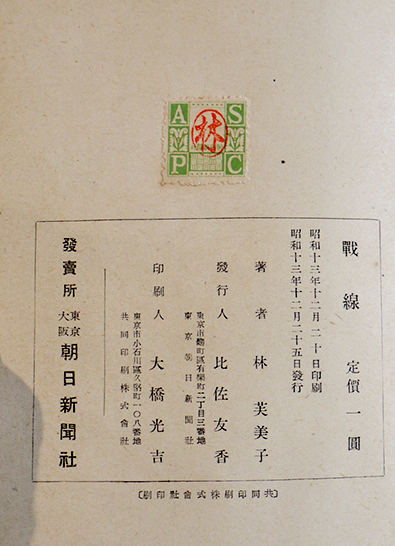 A S
林
P C
戰線 定價一圓
昭和十三年十二月二十日印刷
昭和十三年十二月二十五日發行
著者 林芙美子
發行人 比佐友香
東京市麴町區有樂町二丁目三番地
東京朝日新聞社
印刷人 大橋光吉
東京市小石川區久堅町一〇八番地
共同印刷株式會社
發賣所 東京 大阪 朝日新聞社
〔共同印刷株式會社印刷〕